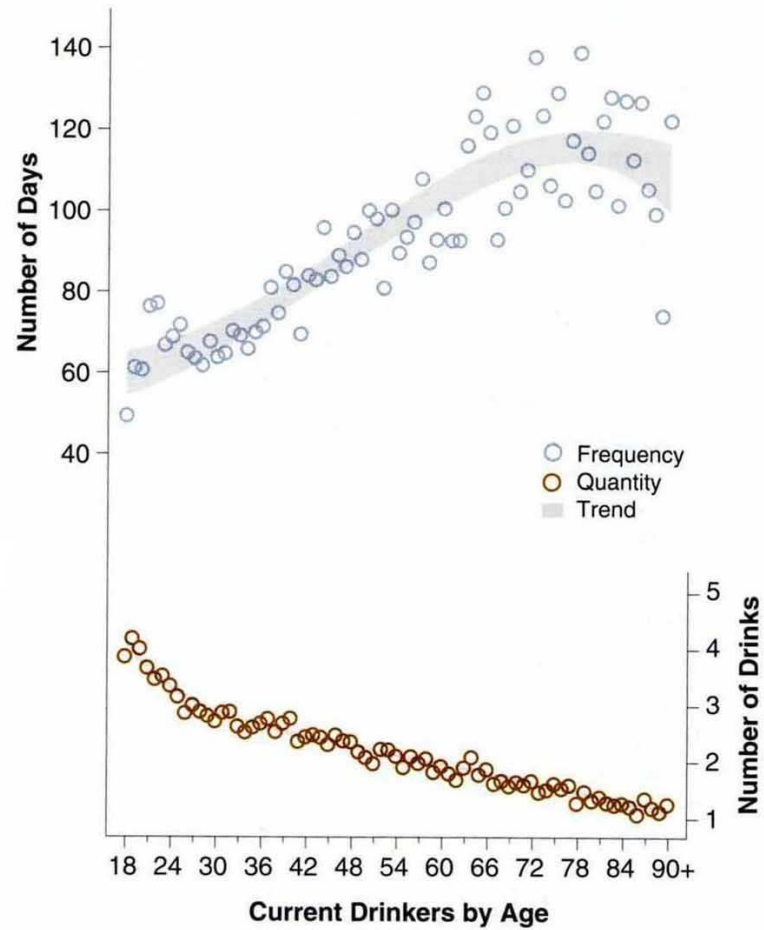 140
120
100
80
60
40
Number of Days
Frequency
Quantity
Trend
5
4
3
2
1
Number of Drinks
18 24 30 36 42 48 54 60 66 72 78 84 90+
Current Drinkers by Age